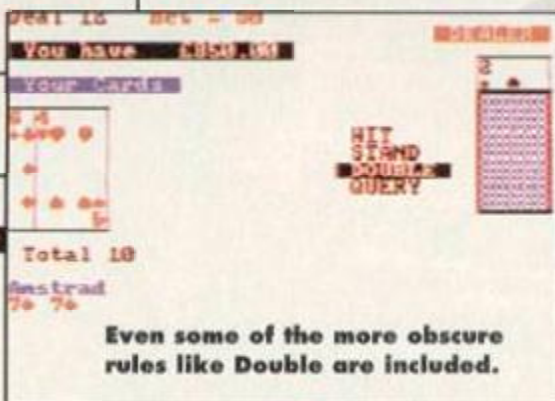 Deal 18 Bet = 50
You have £850.00
Your Cards
HIT
STAND
DOUBLE
QUERY
Total 10
Amstrad
Even some of the more obscure
rules like Double are included.